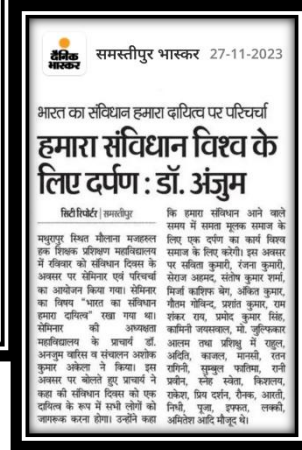 दैनिक
भास्कर
समस्तीपुर भास्कर 27-11-2023
भारत का संविधान हमारा दायित्व पर परिचर्चा
हमारा संविधान विश्व के
लिए दर्पण : डॉ. अंजुम
सिटी रिपोर्टर | समस्तीपुर
मथुरापुर स्थित मौलाना मजहरुल
हक शिक्षक प्रशिक्षण महाविद्यालय
में रविवार को संविधान दिवस के
अवसर पर सेमिनार एवं परिचर्चा
का आयोजन किया गया। सेमिनार
का विषय "भारत का संविधान
हमारा दायित्व" रखा गया था।
सेमिनार की अध्यक्षता
महाविद्यालय के प्राचार्य डॉ.
अनजुम वारिस व संचालन अशोक
कुमार अकेला ने किया। इस
अवसर पर बोलते हुए प्राचार्य ने
कहा की संविधान दिवस को एक
दायित्व के रूप में सभी लोगों को
जागरूक करना होगा। उन्होंने कहा
कि हमारा संविधान आने वाले
समय में समता मूलक समाज के
लिए एक दर्पण का कार्य विश्व
समाज के लिए करेगी। इस अवसर
पर सविता कुमारी, रंजना कुमारी,
सेराज अहमद, संतोष कुमार शर्मा,
मिर्जा काशिफ बेग, अंकित कुमार,
गौतम गोविन्द, प्रशांत कुमार, राम
शंकर राय, प्रमोद कुमार सिंह,
कामिनी जयसवाल, मो. जुल्फिकार
आलम तथा प्रशिक्षु में राहुल,
अदिति, काजल, मानसी, रतन
रागिनी, सुम्बुल फातिमा, रानी
प्रवीन, स्नेह स्वेता, किशलय,
राकेश, प्रिय दर्शन, रौनक, आरती,
निधी, पूजा, इफ्फत, लक्की,
अमितेश आदि मौजूद थे।